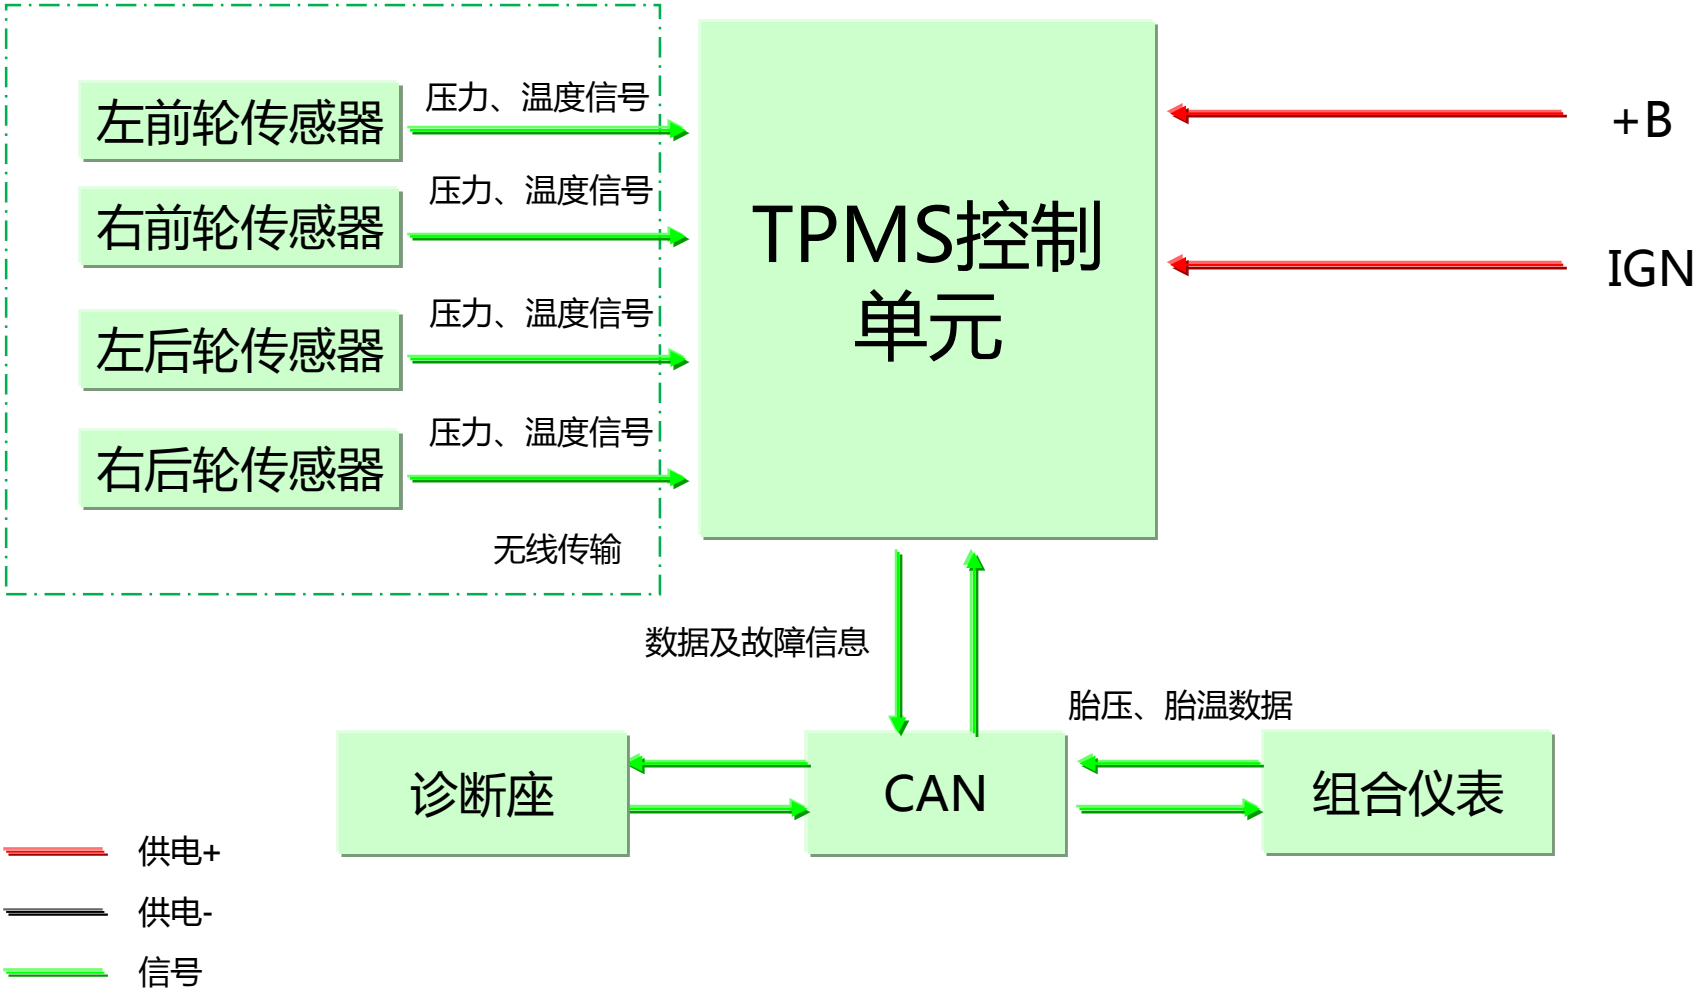 左前轮传感器
压力、温度信号
右前轮传感器
压力、温度信号
左后轮传感器
压力、温度信号
右后轮传感器
压力、温度信号
无线传输
TPMS控制
单元
+B
IGN
数据及故障信息
胎压、胎温数据
诊断座
CAN
组合仪表
供电+
供电-
信号